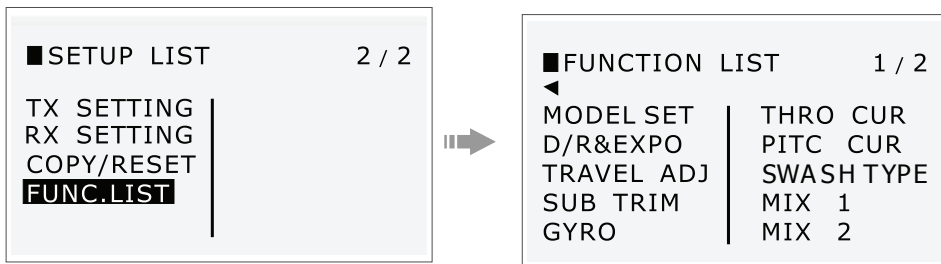 ■SETUP LIST 2/2
TX SETTING
RX SETTING
COPY/RESET
FUNC.LIST
■FUNCTION LIST 1/2
◀
MODEL SET
D/R&EXPO
TRAVEL ADJ
SUB TRIM
GYRO
THRO CUR
PITC CUR
SWASH TYPE
MIX 1
MIX 2